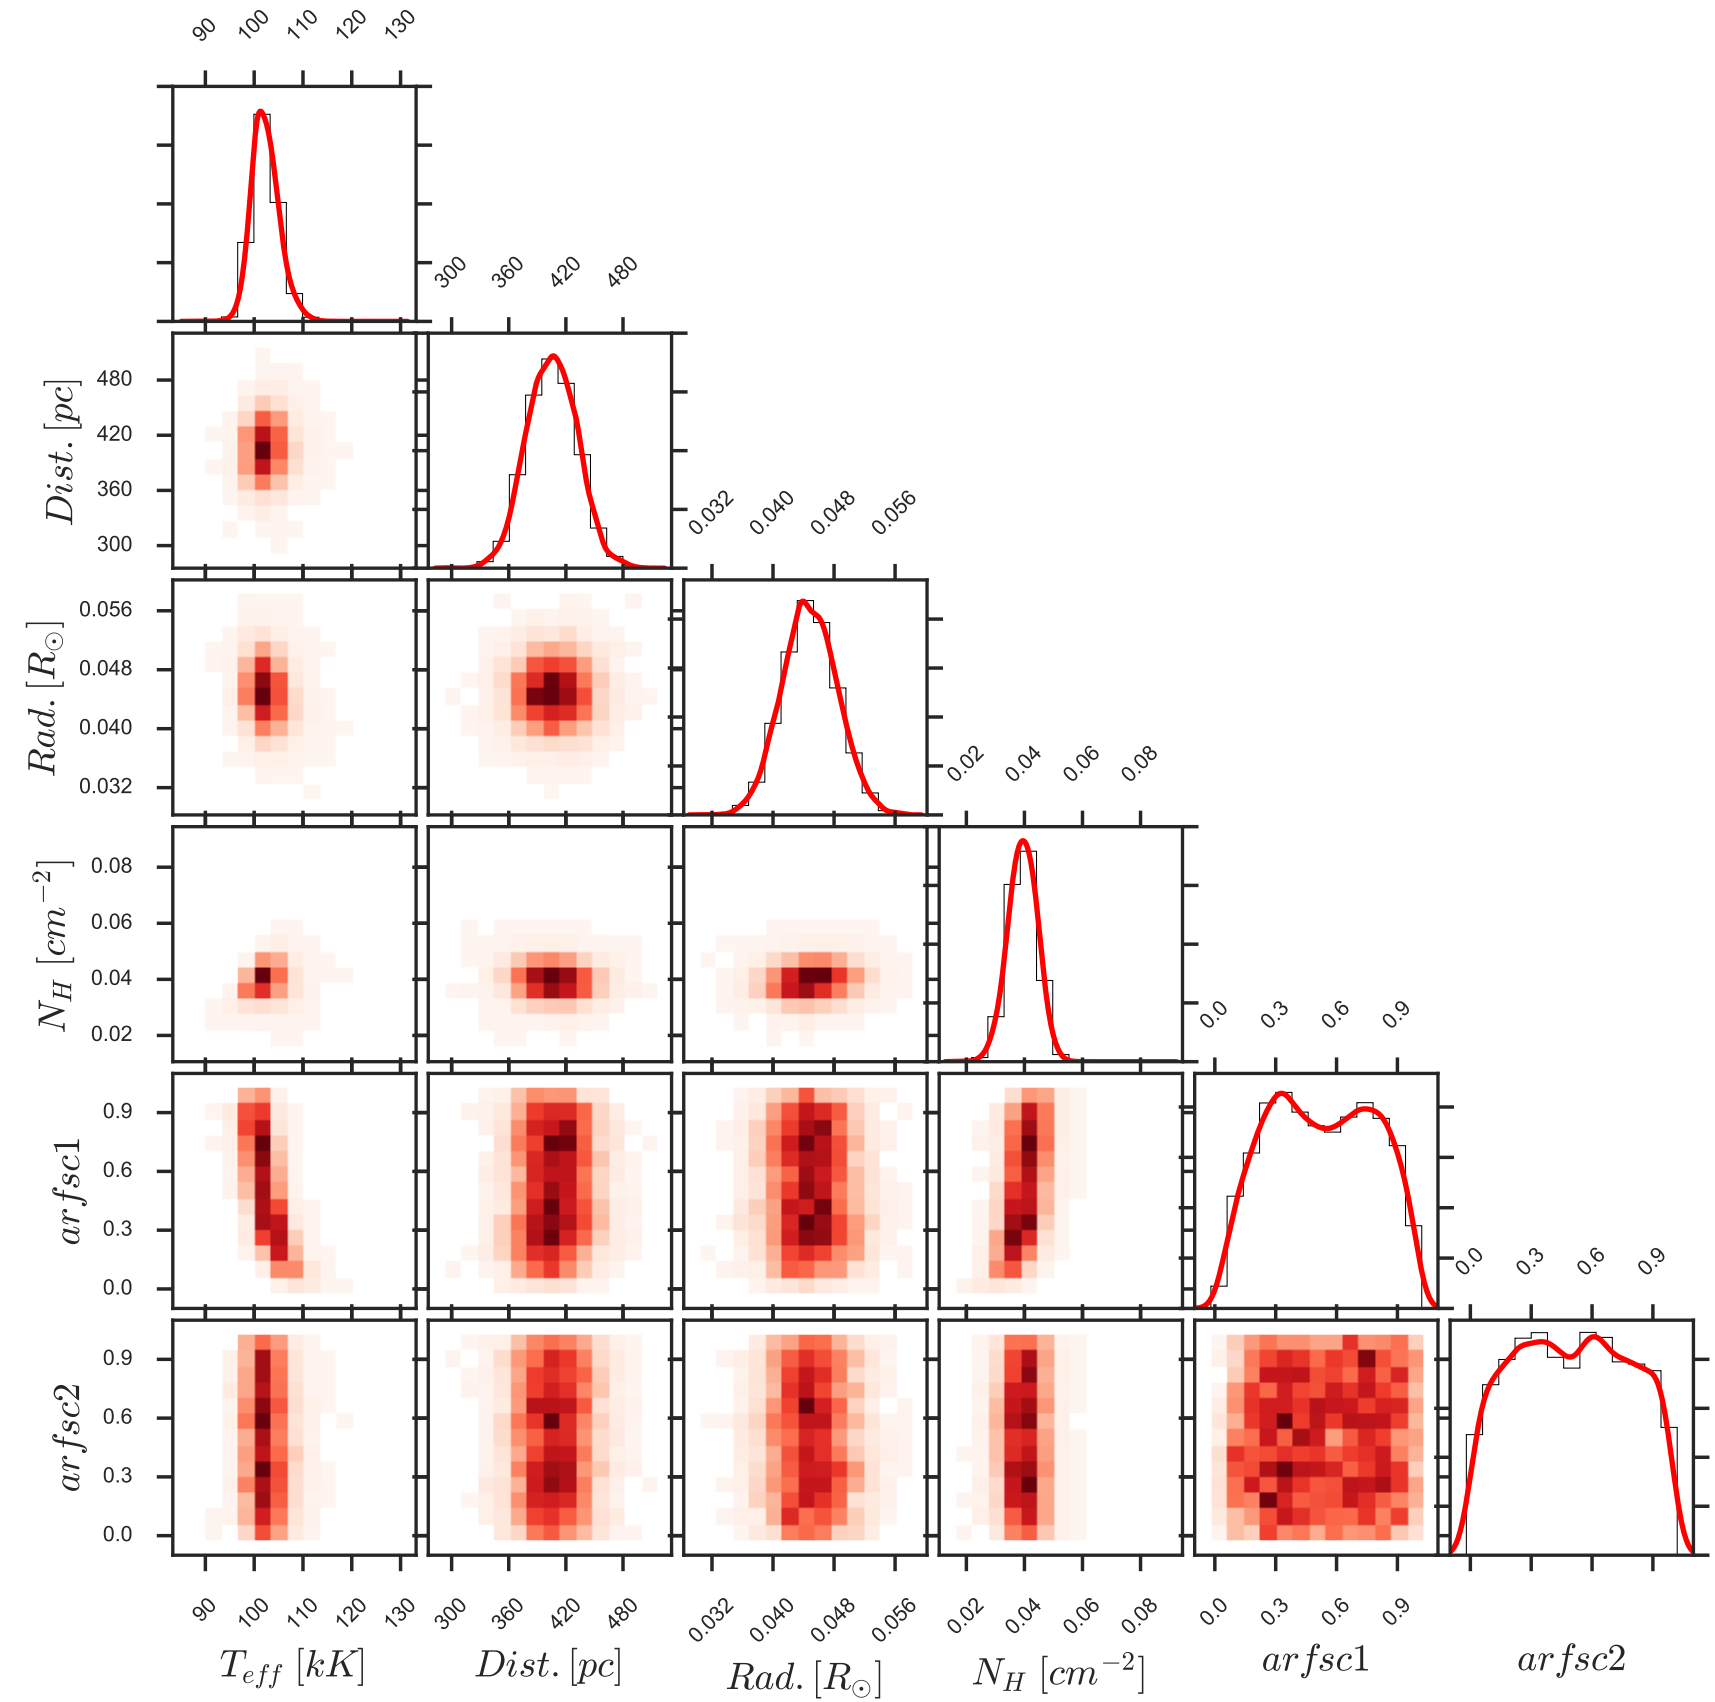 90 100 110 120 130
300 360 420 480
Dist. [pc]
480
420
360
300
0.032 0.040 0.048 0.056
Rad. [R⊙]
0.056
0.048
0.040
0.032
0.02 0.04 0.06 0.08
N_H [cm^{-2}]
0.08
0.06
0.04
0.02
0.0 0.3 0.6 0.9
arfsc1
0.9
0.6
0.3
0.0
0.0 0.3 0.6 0.9
arfsc2
0.9
0.6
0.3
0.0
90 100 110 120 130 300 360 420 480 0.032 0.040 0.048 0.056 0.02 0.04 0.06 0.08 0.0 0.3 0.6 0.9
T_{eff} [kK] Dist. [pc] Rad. [R⊙] N_H [cm^{-2}] arfsc1 arfsc2